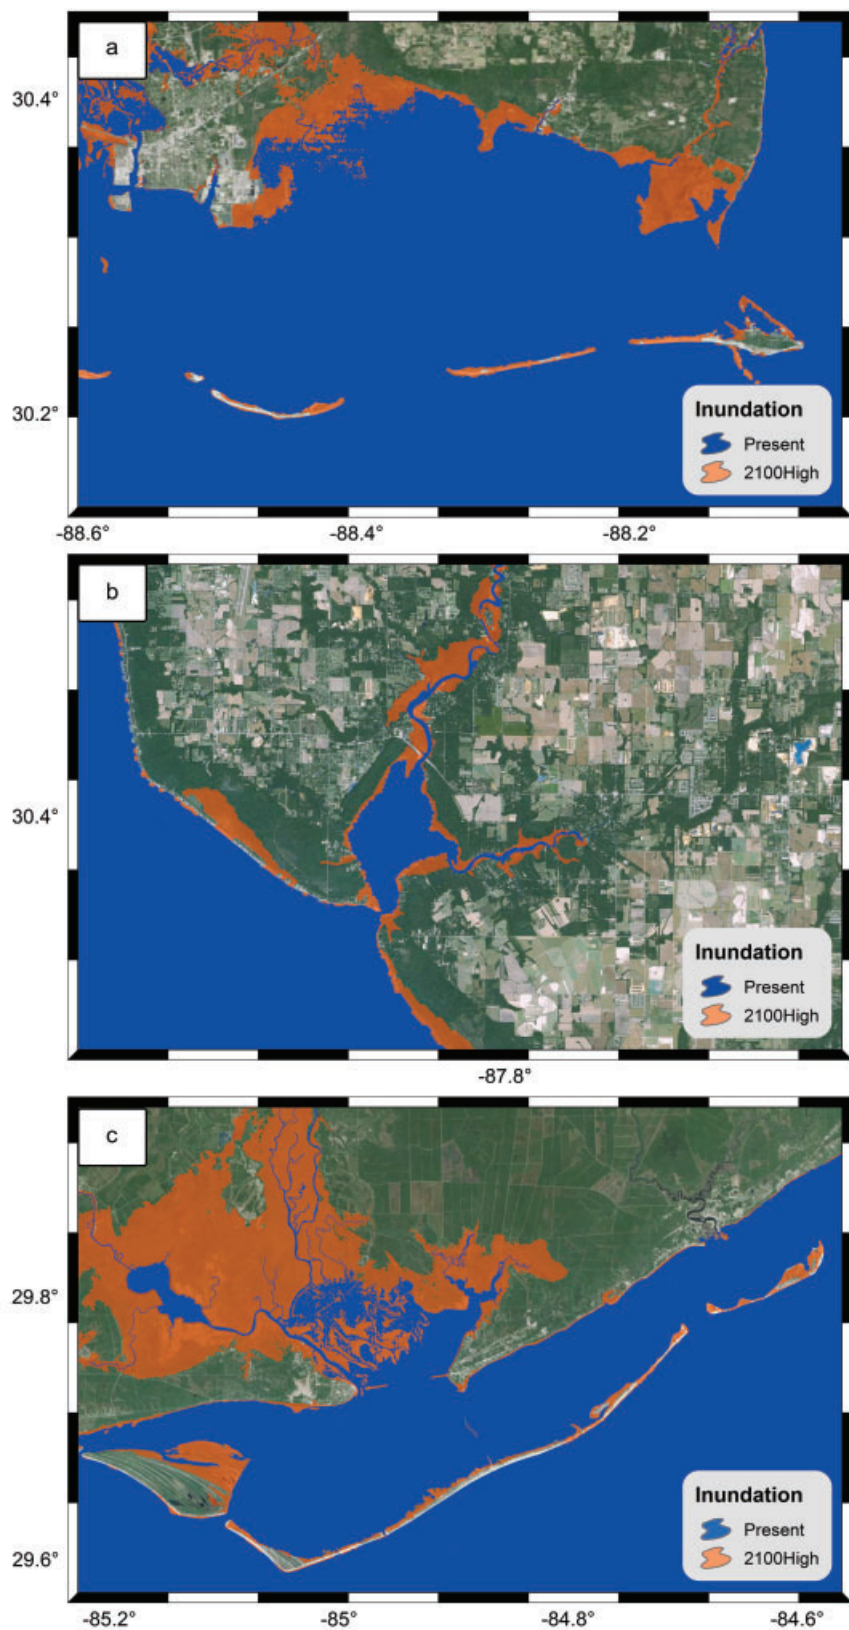 a
30.4°
30.2°
Inundation
Present
2100High
-88.6°
-88.4°
-88.2°
b
30.4°
Inundation
Present
2100High
-87.8°
c
29.8°
29.6°
Inundation
Present
2100High
-85.2°
-85°
-84.8°
-84.6°